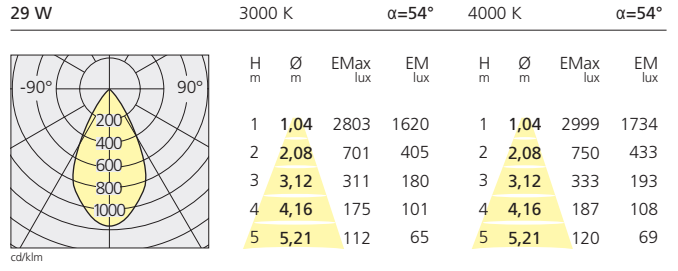 29 W 3000 K α=54° 4000 K α=54°
H Ø EMax EM H Ø EMax EM
m m lux lux m m lux lux
-90° 90°
200
400
600
800
1000
1 1,04 2803 1620 1 1,04 2999 1734
2 2,08 701 405 2 2,08 750 433
3 3,12 311 180 3 3,12 333 193
4 4,16 175 101 4 4,16 187 108
5 5,21 112 65 5 5,21 120 69
cd/klm